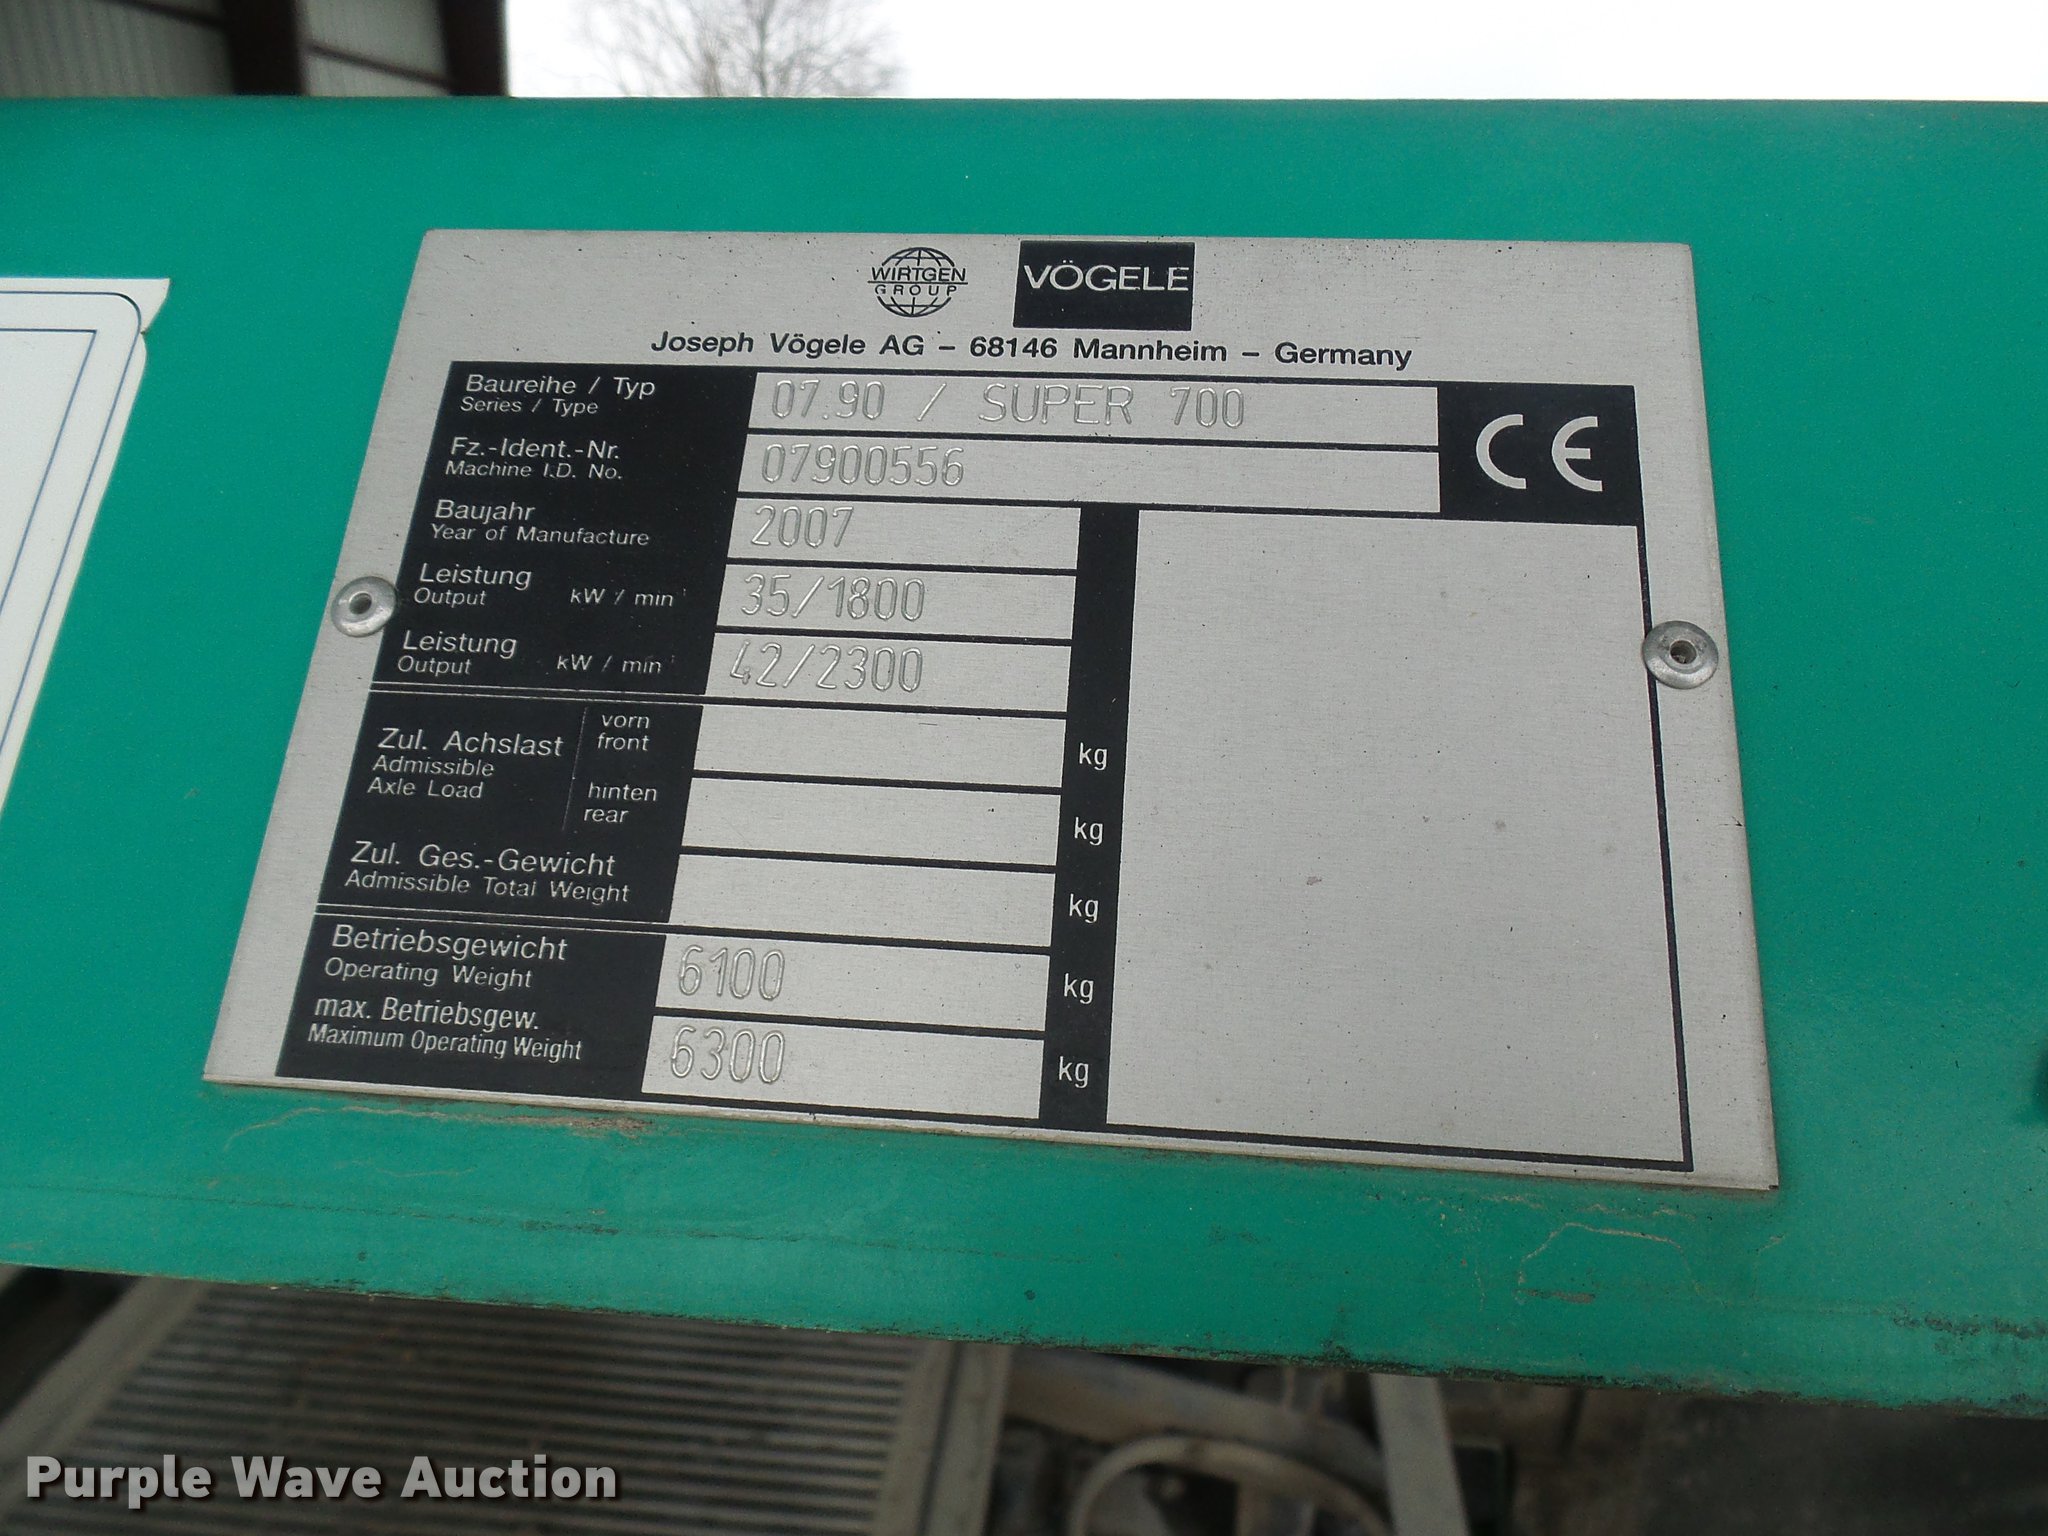 WIRTGEN
GROUP
VÖGELE
Joseph Vögele AG – 68146 Mannheim – Germany
Baureihe / Typ
Series / Type
07.90 / SUPER 700
CE
Fz.-Ident.-Nr.
Machine I.D. No.
07900556
Baujahr
Year of Manufacture
2007
Leistung
Output
kW / min
35/1800
Leistung
Output
kW / min
42/2300
Zul. Achslast
Admissible
Axle Load
vorn
front
kg
hinten
rear
kg
Zul. Ges.-Gewicht
Admissible Total Weight
kg
Betriebsgewicht
Operating Weight
6100
kg
max. Betriebsgew.
Maximum Operating Weight
6300
kg
Purple Wave Auction